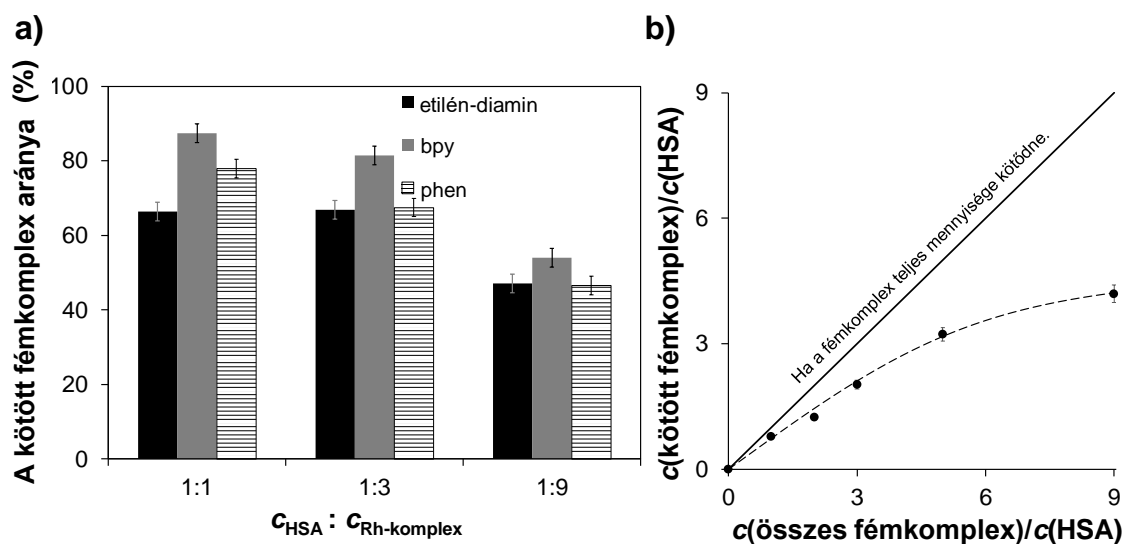 a)
A kötött fémkomplex aránya (%)
100
80
60
40
20
0
etilén-diamin
bpy
phen
1:1
1:3
1:9
cHSA : cRh-komplex
b)
c(kötött fémkomplex)/c(HSA)
9
6
3
0
Ha a fémkomplex teljes mennyisége kötődne.
0
3
6
9
c(összes fémkomplex)/c(HSA)